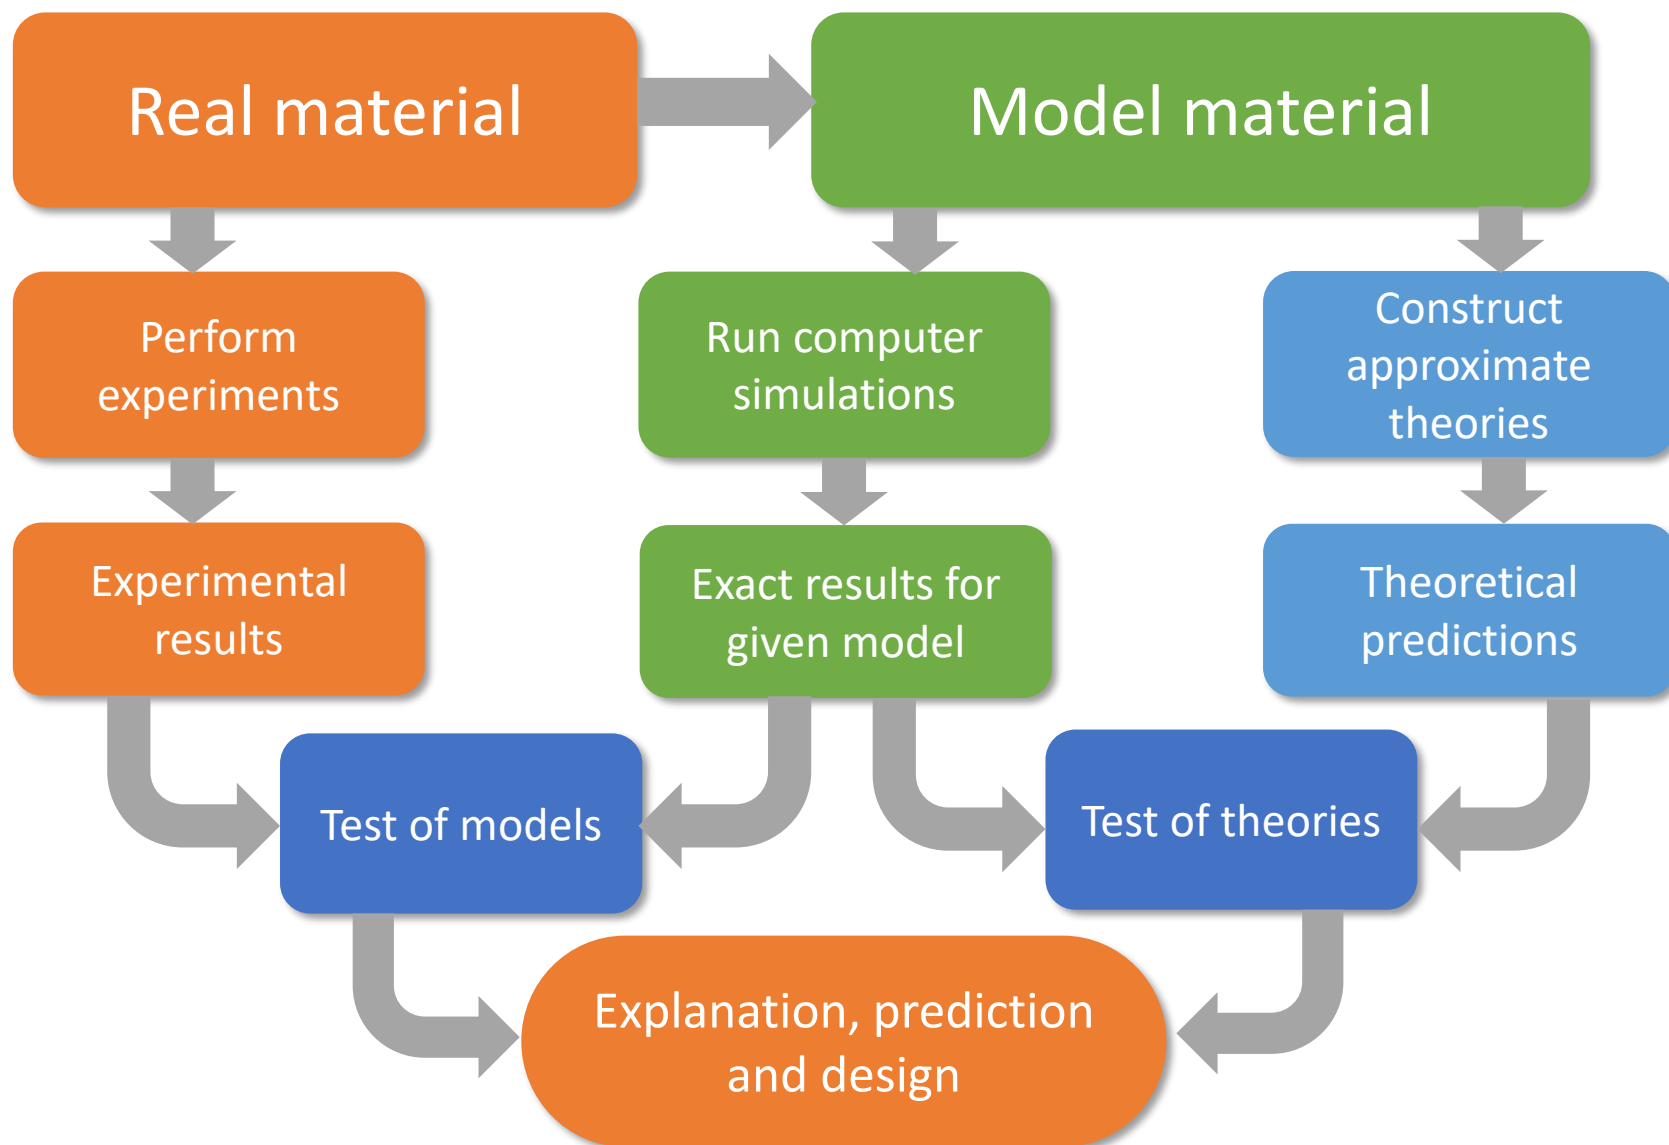 Real material
Model material
Perform
experiments
Run computer
simulations
Construct
approximate
theories
Experimental
results
Exact results for
given model
Theoretical
predictions
Test of models
Test of theories
Explanation, prediction
and design